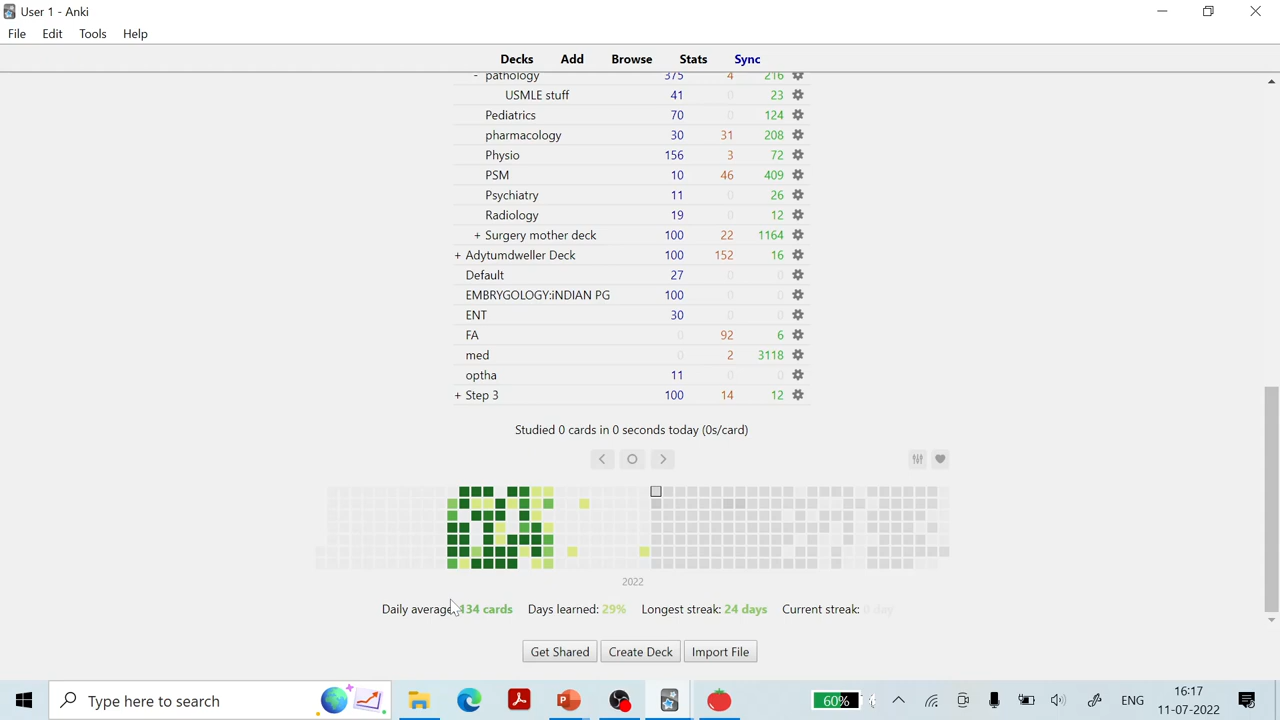 User 1 - Anki
File Edit Tools Help
Decks Add Browse Stats Sync
- pathology 375 4 216
USMLE stuff 41 0 23
Pediatrics 70 0 124
pharmacology 30 31 208
Physio 156 3 72
PSM 10 46 409
Psychiatry 11 0 26
Radiology 19 0 12
+ Surgery mother deck 100 22 1164
+ Adytumdweller Deck 100 152 16
Default 27 0 0
EMBRYOLOGY:iNDIAN PG 100 0 0
ENT 30 0 0
FA 0 92 6
med 0 2 3118
optha 11 0 0
+ Step 3 100 14 12
Studied 0 cards in 0 seconds today (0s/card)
2022
Daily average 134 cards Days learned: 29% Longest streak: 24 days Current streak: 0 day
Get Shared Create Deck Import File
Type here to search 60% ENG 16:17
11-07-2022